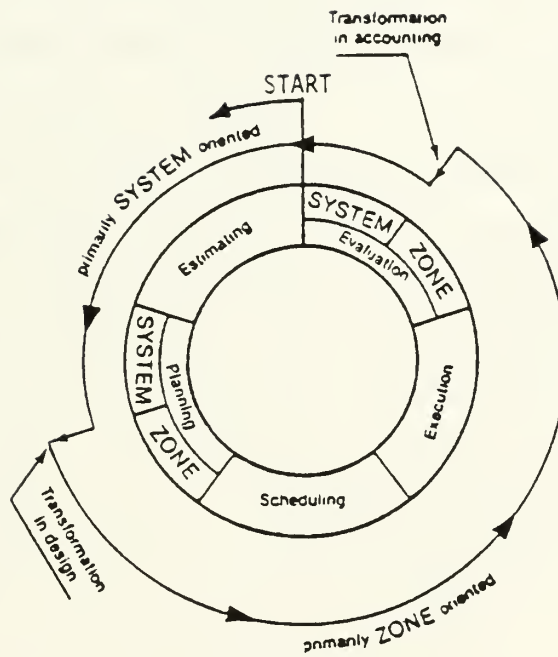 Transformation
in accounting
START
primarily SYSTEM oriented
SYSTEM
ZONE
Evaluation
Estimating
SYSTEM
ZONE
Planning
Execution
Scheduling
Transformation
in design
primarily ZONE oriented